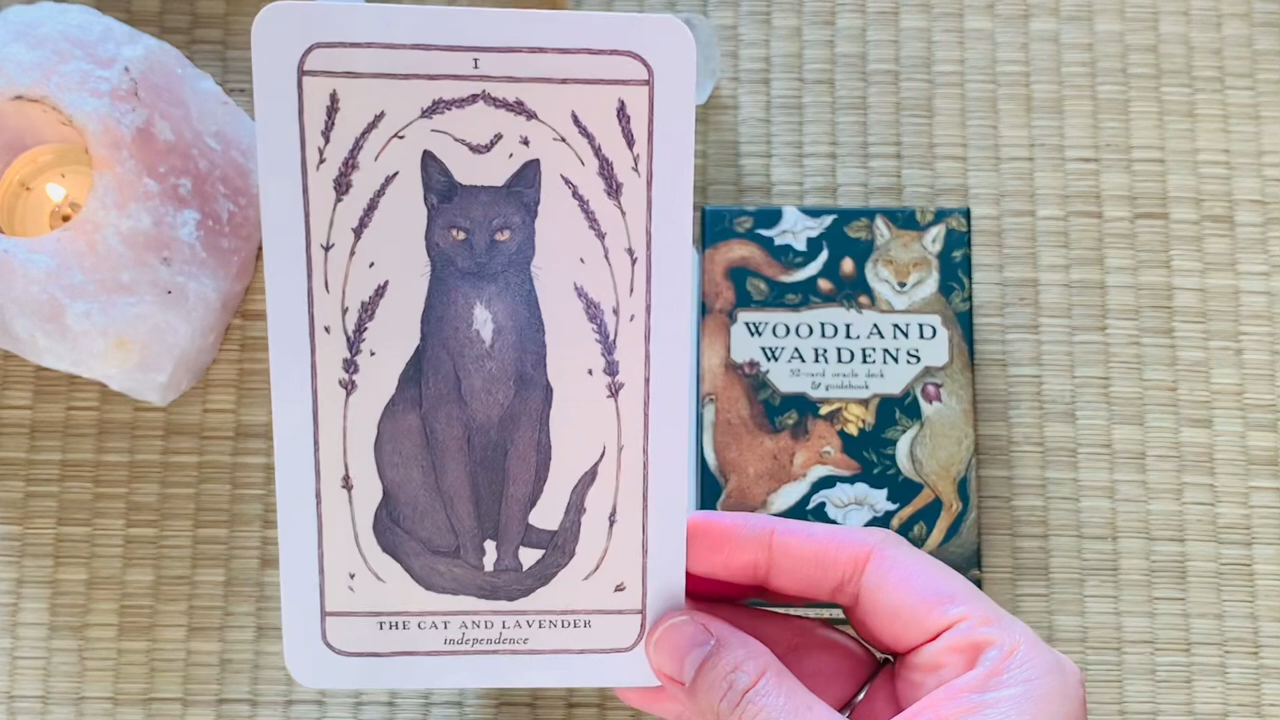 I
THE CAT AND LAVENDER
independence
WOODLAND
WARDENS
52-card oracle deck
& guidebook